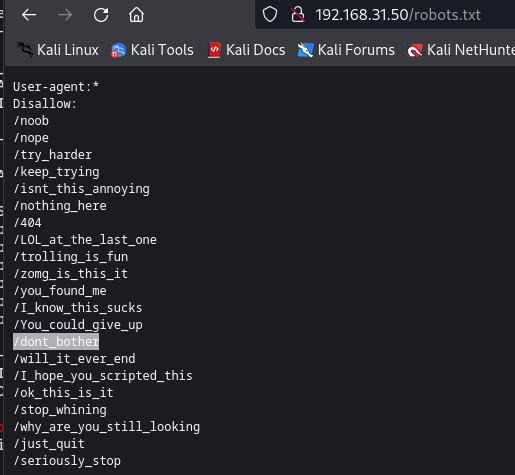 192.168.31.50/robots.txt
Kali Linux Kali Tools Kali Docs Kali Forums Kali NetHunte
User-agent:*
Disallow:
/noob
/nope
/try_harder
/keep_trying
/isnt_this_annoying
/nothing_here
/404
/LOL_at_the_last_one
/trolling_is_fun
/zomg_is_this_it
/you_found_me
/I_know_this_sucks
/You_could_give_up
/dont_bother
/will_it_ever_end
/I_hope_you_scripted_this
/ok_this_is_it
/stop_whining
/why_are_you_still_looking
/just_quit
/seriously_stop